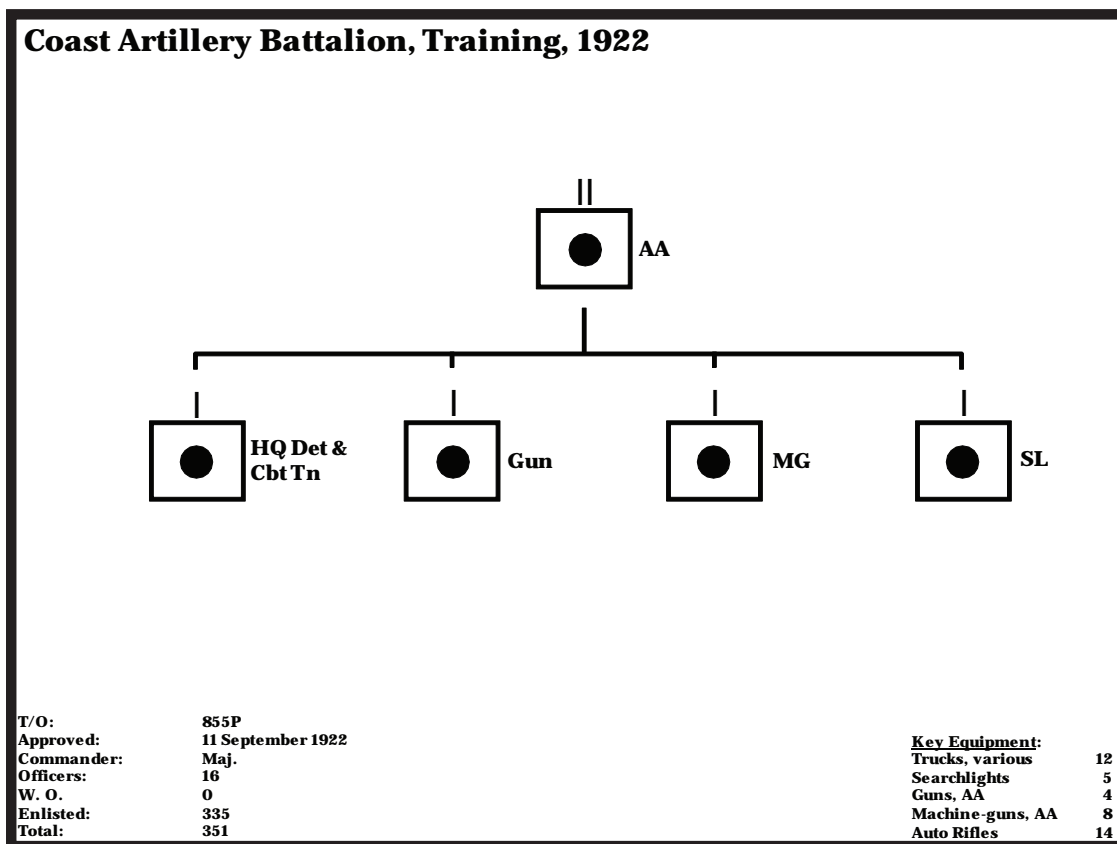 Coast Artillery Battalion, Training, 1922
AA
HQ Det &
Cbt Tn
Gun
MG
SL
T/O: 855P
Approved: 11 September 1922
Commander: Maj.
Officers: 16
W. O. 0
Enlisted: 335
Total: 351
Key Equipment:
Trucks, various 12
Searchlights 5
Guns, AA 4
Machine-guns, AA 8
Auto Rifles 14